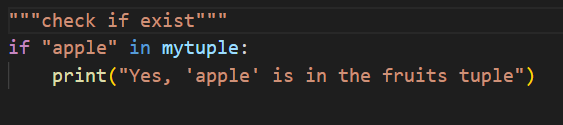 """check if exist"""
if "apple" in mytuple:
    print("Yes, 'apple' is in the fruits tuple")